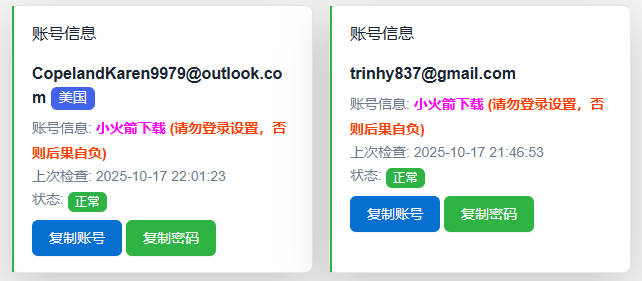 账号信息
CopelandKaren9979@outlook.co
m 美国
账号信息: 小火箭下载 (请勿登录设置，否
则后果自负)
上次检查: 2025-10-17 22:01:23
状态: 正常
复制账号 复制密码
账号信息
trinhy837@gmail.com
账号信息: 小火箭下载 (请勿登录设置，否
则后果自负)
上次检查: 2025-10-17 21:46:53
状态: 正常
复制账号 复制密码